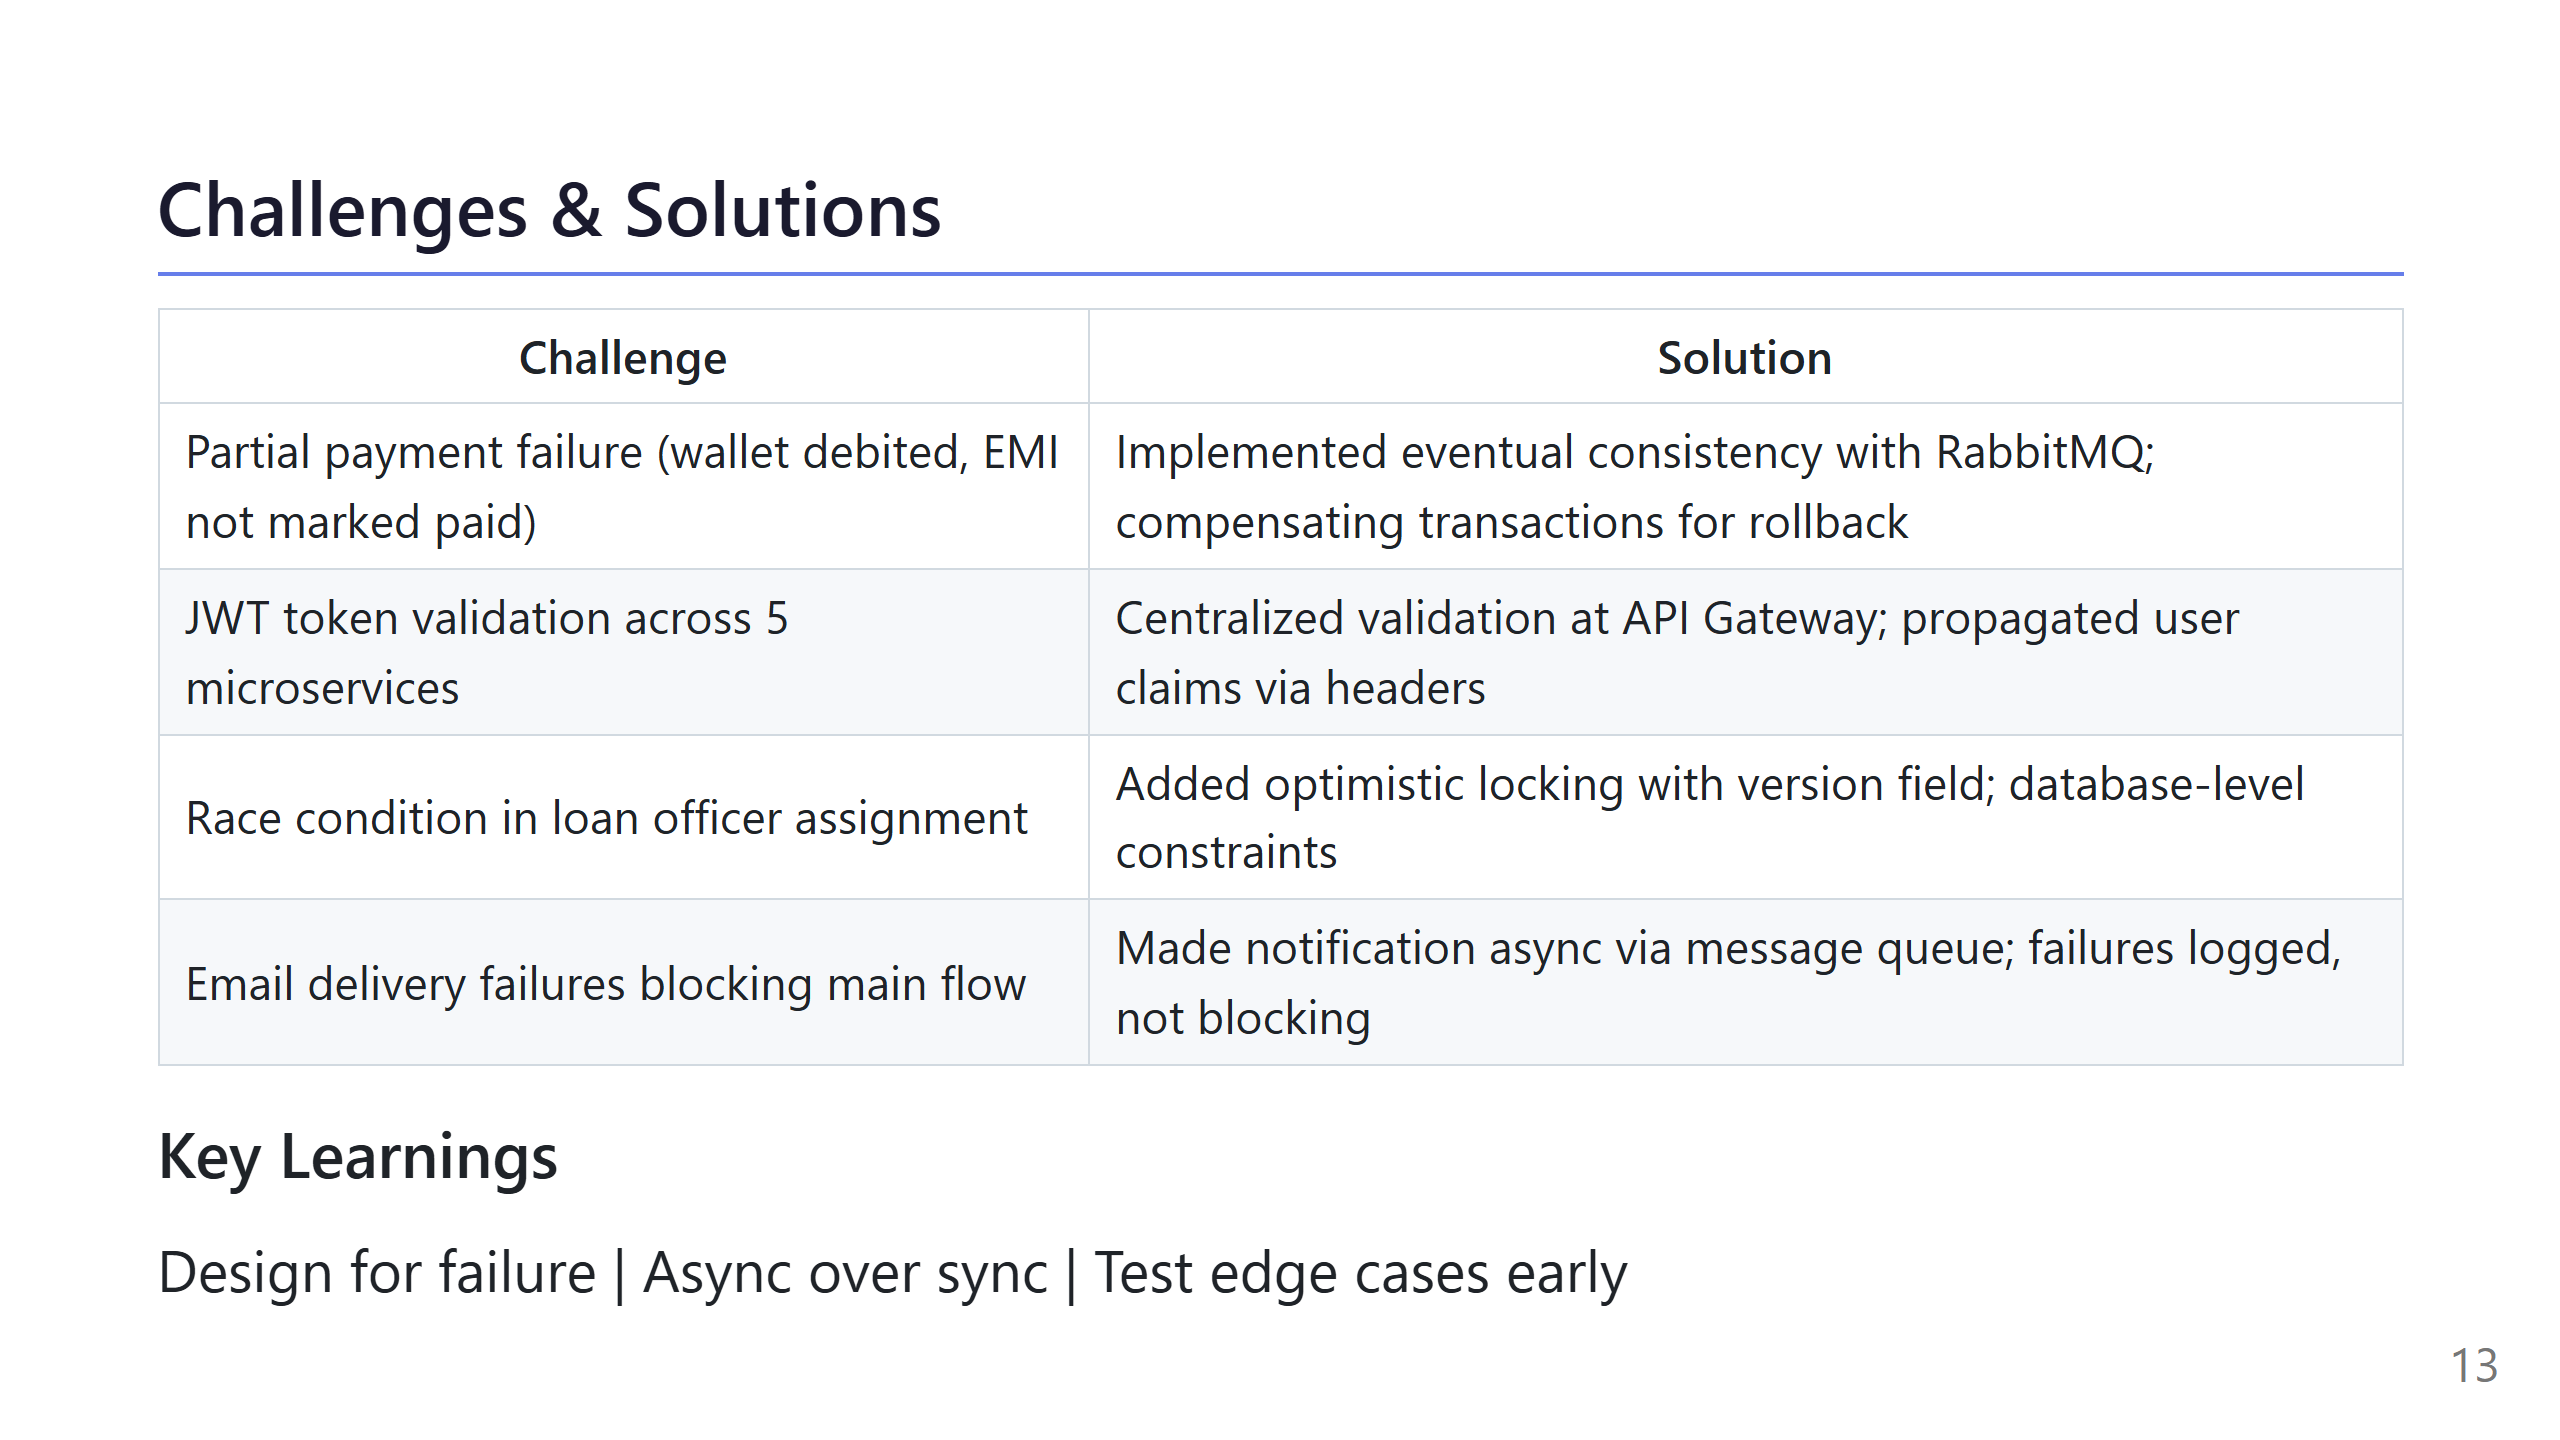 Challenges & Solutions
Challenge
Solution
Partial payment failure (wallet debited, EMI
not marked paid)
Implemented eventual consistency with RabbitMQ;
compensating transactions for rollback
JWT token validation across 5
microservices
Centralized validation at API Gateway; propagated user
claims via headers
Race condition in loan officer assignment
Added optimistic locking with version field; database-level
constraints
Email delivery failures blocking main flow
Made notification async via message queue; failures logged,
not blocking
Key Learnings
Design for failure | Async over sync | Test edge cases early
13